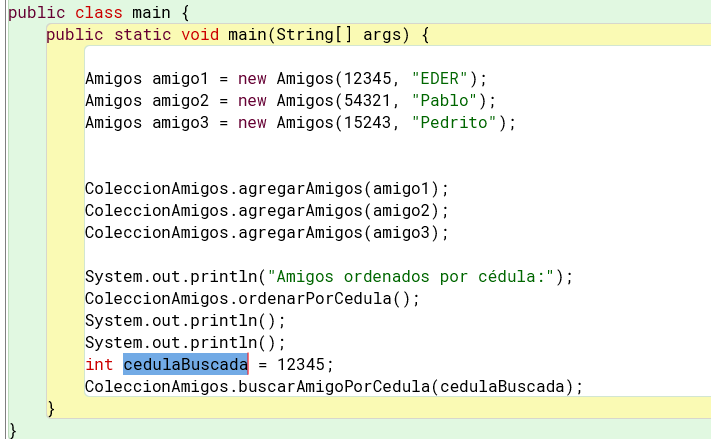 public class main {
public static void main(String[] args) {
Amigos amigo1 = new Amigos(12345, "EDER");
Amigos amigo2 = new Amigos(54321, "Pablo");
Amigos amigo3 = new Amigos(15243, "Pedrito");
ColeccionAmigos.agregarAmigos(amigo1);
ColeccionAmigos.agregarAmigos(amigo2);
ColeccionAmigos.agregarAmigos(amigo3);
System.out.println("Amigos ordenados por cédula:");
ColeccionAmigos.ordenarPorCedula();
System.out.println();
System.out.println();
int cedulaBuscada = 12345;
ColeccionAmigos.buscarAmigoPorCedula(cedulaBuscada);
}
}